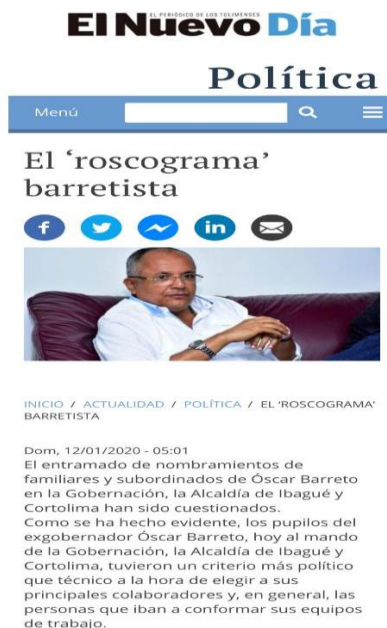 EL PERIÓDICO DE LOS TOLIMENSES
El Nuevo Día
Política
Menú
El ‘roscograma’
barretista
INICIO / ACTUALIDAD / POLÍTICA / EL ‘ROSCOGRAMA’
BARRETISTA
Dom, 12/01/2020 - 05:01
El entramado de nombramientos de
familiares y subordinados de Óscar Barreto
en la Gobernación, la Alcaldía de Ibagué y
Cortolima han sido cuestionados.
Como se ha hecho evidente, los pupilos del
exgobernador Óscar Barreto, hoy al mando
de la Gobernación, la Alcaldía de Ibagué y
Cortolima, tuvieron un criterio más político
que técnico a la hora de elegir a sus
principales colaboradores y, en general, las
personas que iban a conformar sus equipos
de trabajo.